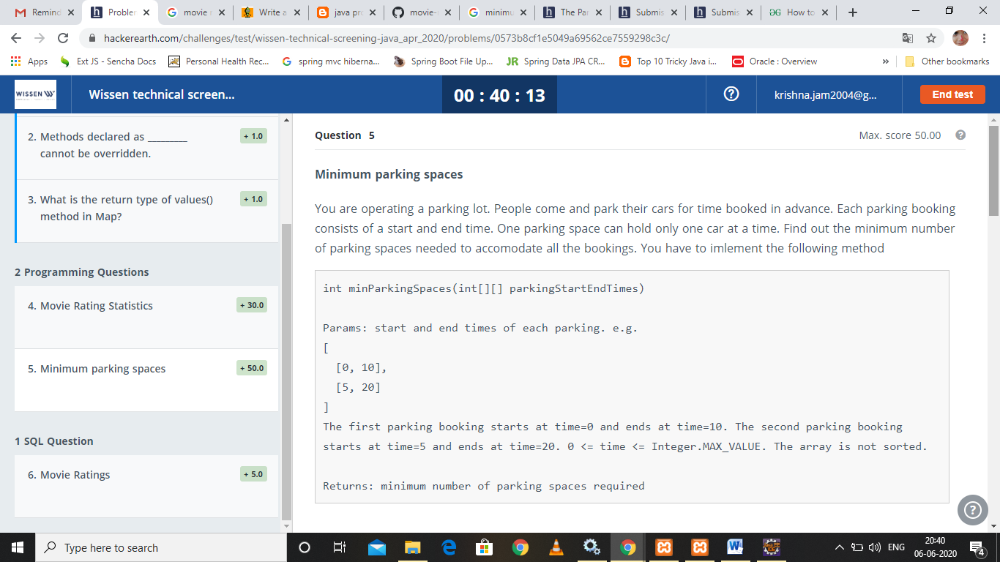 Remind
Problem
movie r
Write a
java pro
movie-
minimu
The Par
Submis
Submis
How to
hackerearth.com/challenges/test/wissen-technical-screening-java_apr_2020/problems/0573b8cf1e5049a69562ce7559298c3c/
Apps
Ext JS - Sencha Docs
Personal Health Rec...
spring mvc hiberna...
Spring Boot File Up...
JR Spring Data JPA CR...
Top 10 Tricky Java i...
Oracle : Overview
»
Other bookmarks
WISSEN
Wissen technical screen...
00 : 40 : 13
krishna.jam2004@g...
End test
2. Methods declared as ________
+ 1.0
cannot be overridden.
3. What is the return type of values()
+ 1.0
method in Map?
2 Programming Questions
4. Movie Rating Statistics
+ 30.0
5. Minimum parking spaces
+ 50.0
1 SQL Question
6. Movie Ratings
+ 5.0
Question 5
Max. score 50.00
Minimum parking spaces
You are operating a parking lot. People come and park their cars for time booked in advance. Each parking booking
consists of a start and end time. One parking space can hold only one car at a time. Find out the minimum number
of parking spaces needed to accomodate all the bookings. You have to imlement the following method
int minParkingSpaces(int[][] parkingStartEndTimes)
Params: start and end times of each parking. e.g.
[
[0, 10],
[5, 20]
]
The first parking booking starts at time=0 and ends at time=10. The second parking booking
starts at time=5 and ends at time=20. 0 <= time <= Integer.MAX_VALUE. The array is not sorted.
Returns: minimum number of parking spaces required
Type here to search
ENG
20:40
06-06-2020
4